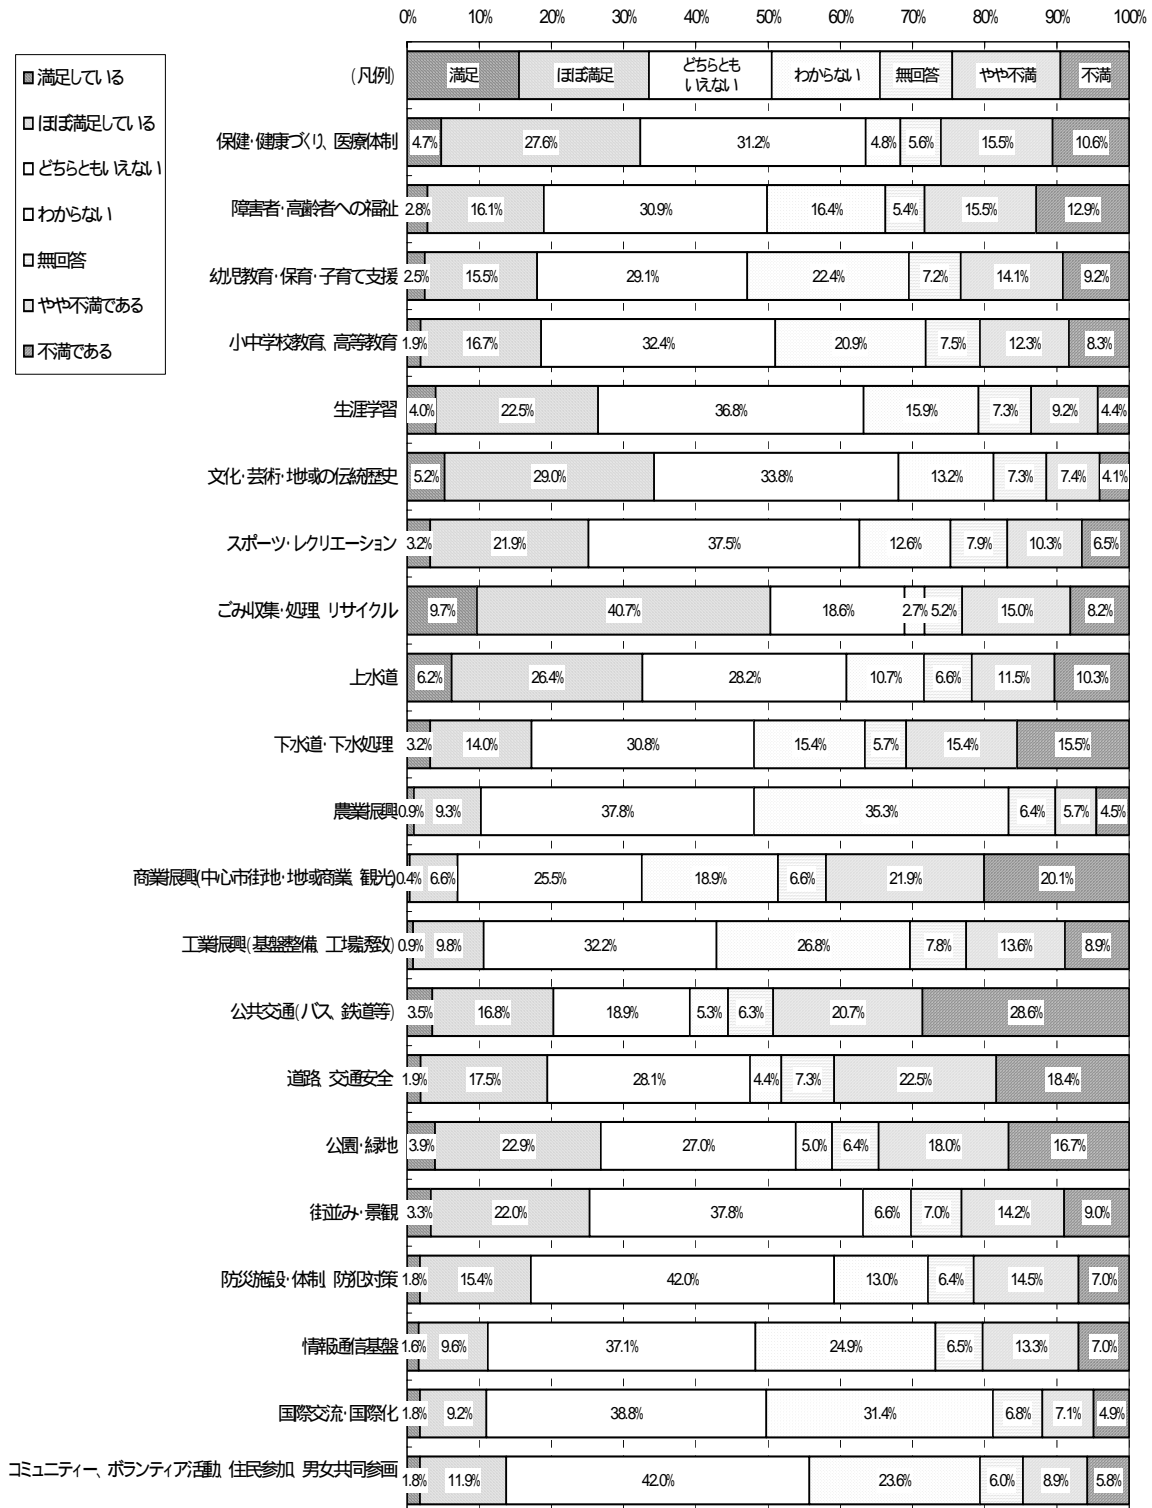 0% 10% 20% 30% 40% 50% 60% 70% 80% 90% 100%
満足している
ほぼ満足している
どちらともいえない
わからない
無回答
やや不満である
不満である
(凡例) 満足 ほぼ満足 どちらとも わからない 無回答 やや不満 不満
いえない
保健・健康づくり、医療体制 4.7% 27.6% 31.2% 4.8% 5.6% 15.5% 10.6%
障害者・高齢者への福祉 2.8% 16.1% 30.9% 16.4% 5.4% 15.5% 12.9%
幼児教育・保育・子育て支援 2.5% 15.5% 29.1% 22.4% 7.2% 14.1% 9.2%
小中学校教育、高等教育 1.9% 16.7% 32.4% 20.9% 7.5% 12.3% 8.3%
生涯学習 4.0% 22.5% 36.8% 15.9% 7.3% 9.2% 4.4%
文化・芸術・地域の伝統歴史 5.2% 29.0% 33.8% 13.2% 7.3% 7.4% 4.1%
スポーツ・レクリエーション 3.2% 21.9% 37.5% 12.6% 7.9% 10.3% 6.5%
ごみ収集・処理、リサイクル 9.7% 40.7% 18.6% 2.7% 5.2% 15.0% 8.2%
上水道 6.2% 26.4% 28.2% 10.7% 6.6% 11.5% 10.3%
下水道・下水処理 3.2% 14.0% 30.8% 15.4% 5.7% 15.4% 15.5%
農業振興 0.9% 9.3% 37.8% 35.3% 6.4% 5.7% 4.5%
商業振興(中心市街地・地域商業、観光) 0.4% 6.6% 25.5% 18.9% 6.6% 21.9% 20.1%
工業振興(基盤整備、工場誘致) 0.9% 9.8% 32.2% 26.8% 7.8% 13.6% 8.9%
公共交通(バス、鉄道等) 3.5% 16.8% 18.9% 5.3% 6.3% 20.7% 28.6%
道路、交通安全 1.9% 17.5% 28.1% 4.4% 7.3% 22.5% 18.4%
公園・緑地 3.9% 22.9% 27.0% 5.0% 6.4% 18.0% 16.7%
街並み・景観 3.3% 22.0% 37.8% 6.6% 7.0% 14.2% 9.0%
防災施設・体制、防犯対策 1.8% 15.4% 42.0% 13.0% 6.4% 14.5% 7.0%
情報通信基盤 1.6% 9.6% 37.1% 24.9% 6.5% 13.3% 7.0%
国際交流・国際化 1.8% 9.2% 38.8% 31.4% 6.8% 7.1% 4.9%
コミュニティー、ボランティア活動、住民参加、男女共同参画 1.8% 11.9% 42.0% 23.6% 6.0% 8.9% 5.8%